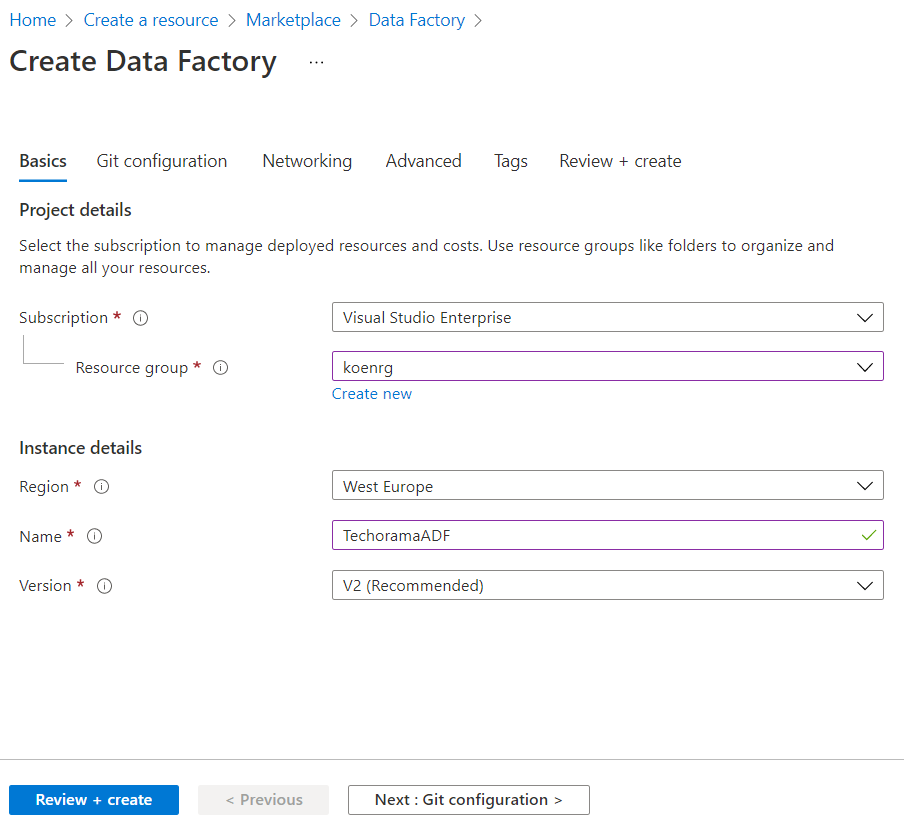 Home > Create a resource > Marketplace > Data Factory >
Create Data Factory ...
Basics Git configuration Networking Advanced Tags Review + create
Project details
Select the subscription to manage deployed resources and costs. Use resource groups like folders to organize and
manage all your resources.
Subscription * Visual Studio Enterprise
Resource group * koenrg
Create new
Instance details
Region * West Europe
Name * TechoramaADF
Version * V2 (Recommended)
Review + create < Previous Next : Git configuration >